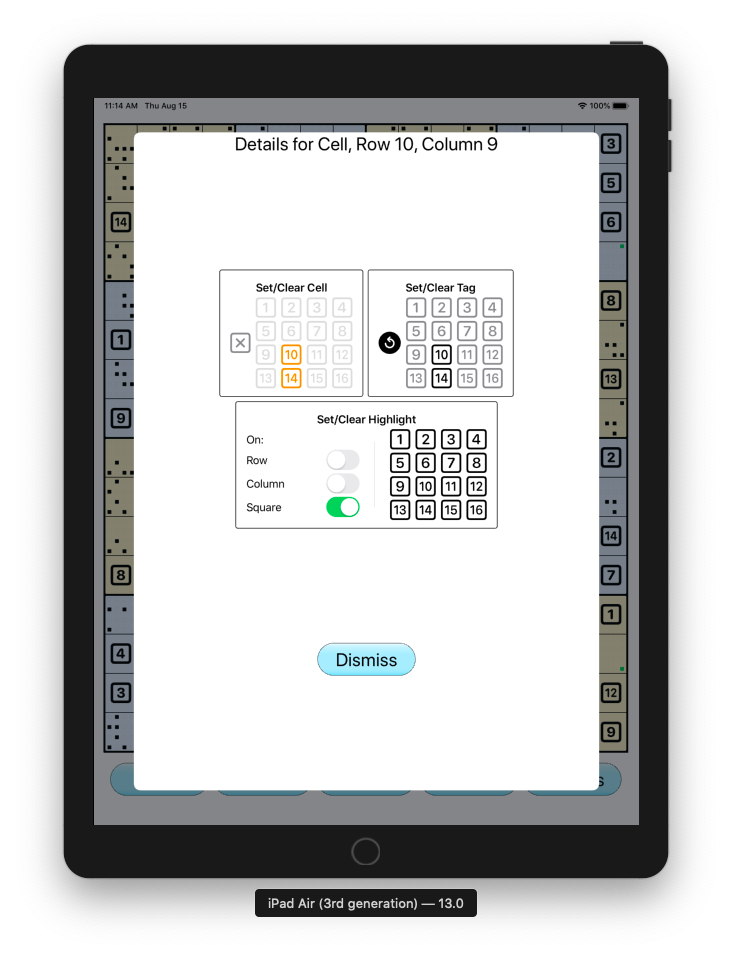 11:14 AM Thu Aug 15 100%
Details for Cell, Row 10, Column 9
3
5
14 6
8
1
13
9
2
14
8 7
1
4
3 12
9
Set/Clear Cell
1 2 3 4
5 6 7 8
9 10 11 12
13 14 15 16
Set/Clear Tag
1 2 3 4
5 6 7 8
9 10 11 12
13 14 15 16
Set/Clear Highlight
On:
Row
Column
Square
1 2 3 4
5 6 7 8
9 10 11 12
13 14 15 16
Dismiss
s
iPad Air (3rd generation) — 13.0